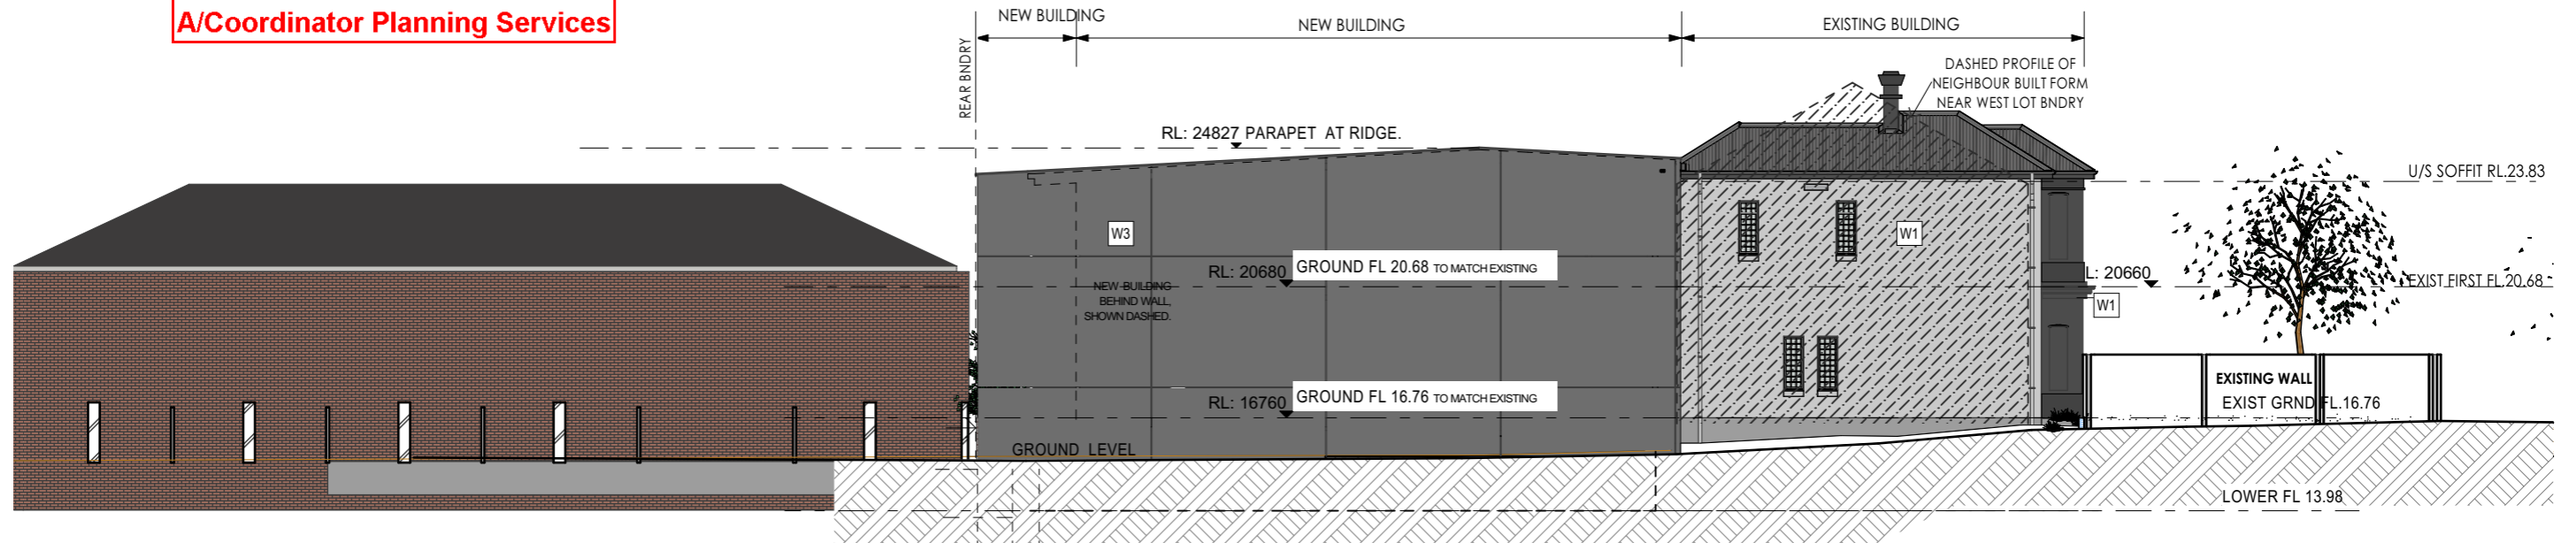 A/Coordinator Planning Services
NEW BUILDING
NEW BUILDING
EXISTING BUILDING
REAR BNDRY
DASHED PROFILE OF
NEIGHBOUR BUILT FORM
NEAR WEST LOT BNDRY
RL: 24827 PARAPET AT RIDGE.
U/S SOFFIT RL.23.83
W3
W1
RL: 20680
GROUND FL 20.68 TO MATCH EXISTING
L: 20660
EXIST FIRST FL.20.68
NEW BUILDING
BEHIND WALL,
SHOWN DASHED.
W1
EXISTING WALL
RL: 16760
GROUND FL 16.76 TO MATCH EXISTING
EXIST GRND FL.16.76
GROUND LEVEL
LOWER FL 13.98